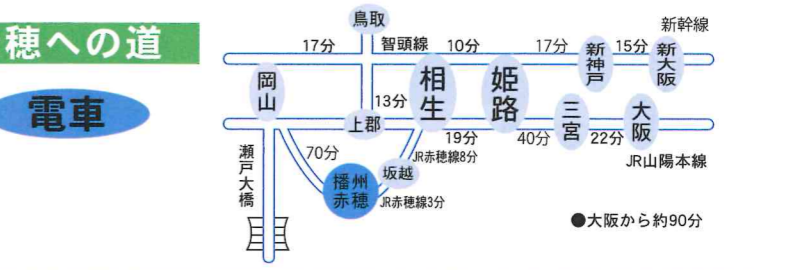 穂への道
電車
鳥取
新幹線
17分
智頭線
10分
17分
新神戸
15分
新大阪
岡山
相生
姫路
13分
上郡
19分
40分
三宮
22分
大阪
JR山陽本線
瀬戸大橋
70分
播州
赤穂
坂越
JR赤穂線8分
JR赤穂線3分
●大阪から約90分